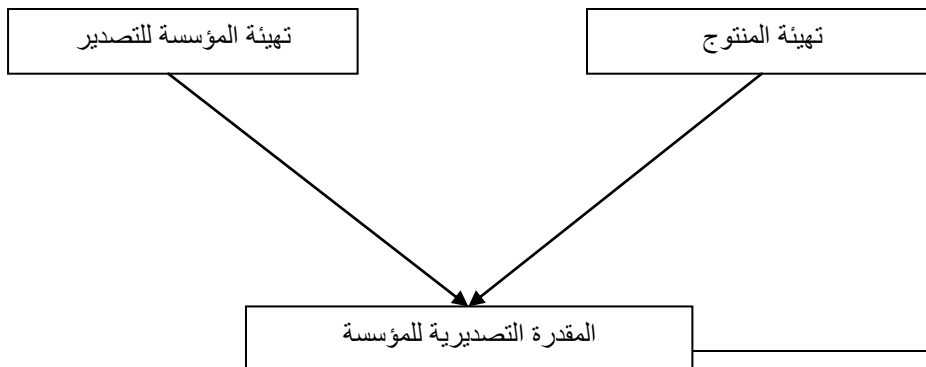 تهيئة المنتوج
تهيئة المؤسسة للتصدير
المقدرة التصديرية للمؤسسة